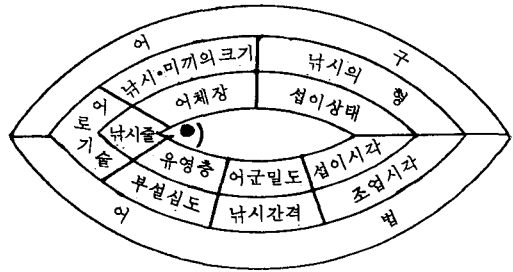 어 구
낚시•미끼의크기 낚시의 형
어체장 섭이상태
어로기술
낚시줄
유영층 어군밀도 섭이시각
부설심도 낚시간격 조업시각
어 법